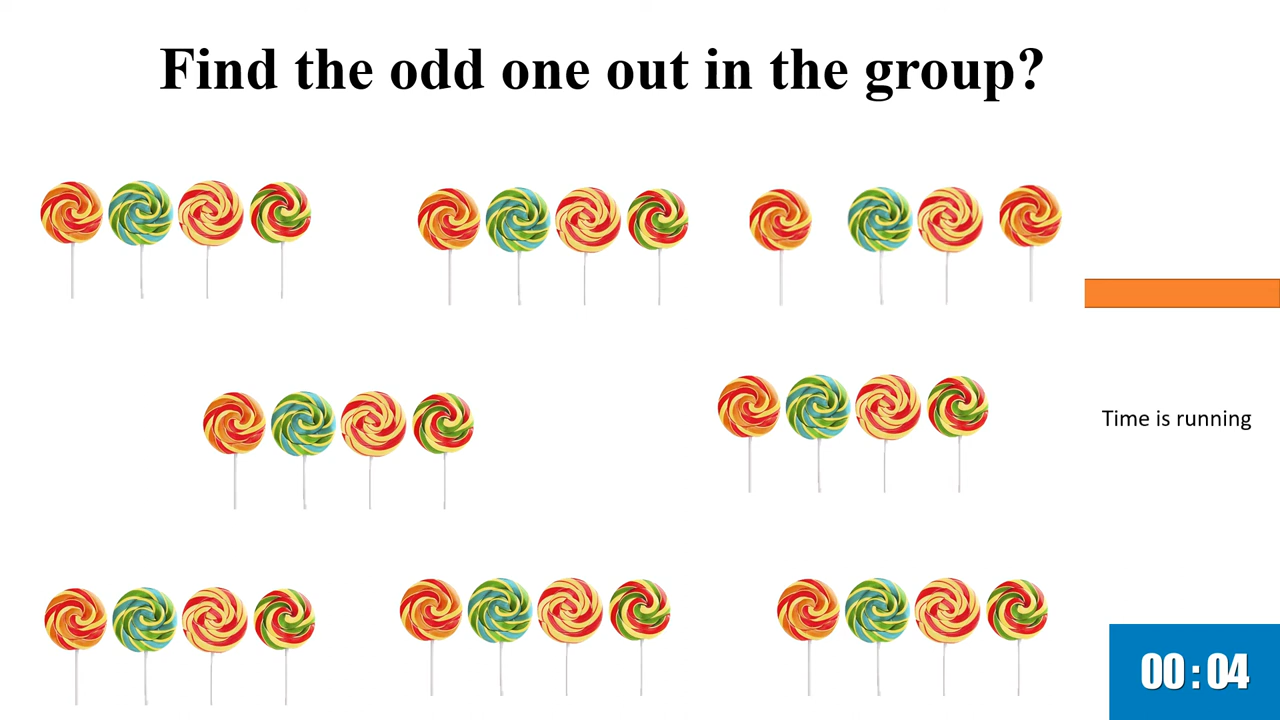 Find the odd one out in the group?
Time is running
00 : 04